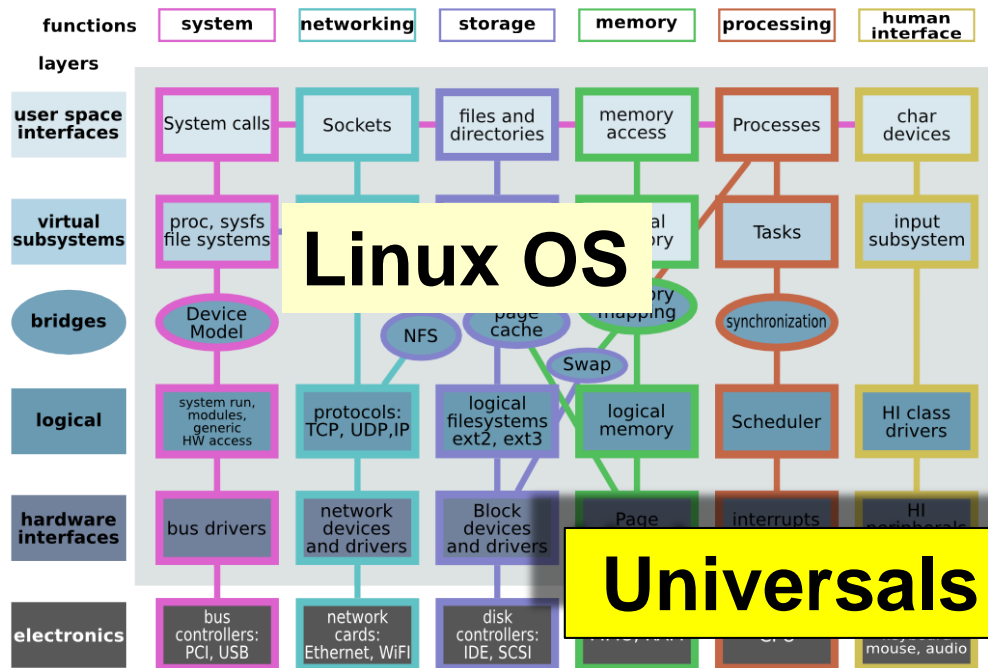 functions system networking storage memory processing human
interface
layers
user space
interfaces
System calls
Sockets
files and
directories
memory
access
Processes
char
devices
virtual
subsystems
proc, sysfs
file systems
Linux OS
Tasks
input
subsystem
bridges
Device
Model
NFS
page
cache
mapping
Swap
synchronization
logical
system run,
modules,
generic
HW access
protocols:
TCP, UDP,IP
logical
filesystems
ext2, ext3
logical
memory
Scheduler
HI class
drivers
hardware
interfaces
bus drivers
network
devices
and drivers
Block
devices
and drivers
Page
interrupts
HI
peripherals
Universals
electronics
bus
controllers:
PCI, USB
network
cards:
Ethernet, WiFI
disk
controllers:
IDE, SCSI
mouse, audio